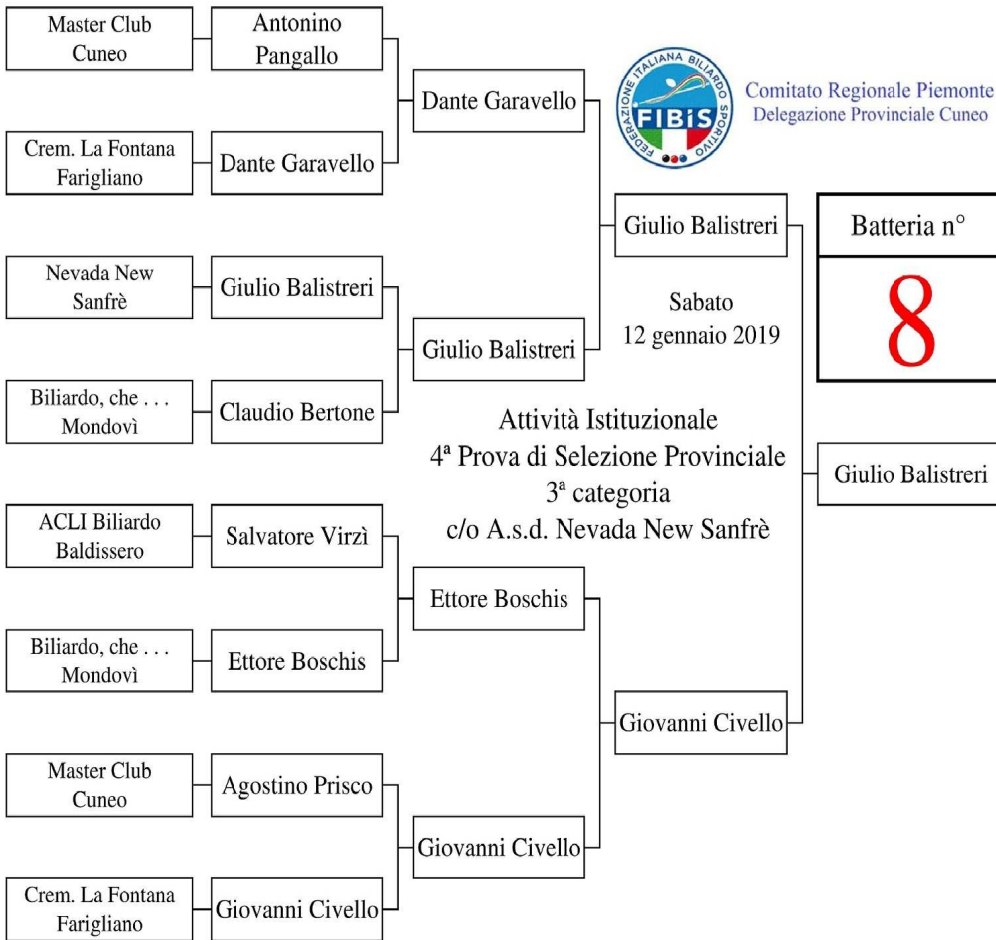 Master Club
Cuneo
Antonino
Pangallo
Dante Garavello
Crem. La Fontana
Farigliano
Dante Garavello
FEDERAZIONE ITALIANA BILIARDO SPORTIVO
FIBiS
Comitato Regionale Piemonte
Delegazione Provinciale Cuneo
Giulio Balistreri
Batteria n°
8
Nevada New
Sanfrè
Giulio Balistreri
Sabato
12 gennaio 2019
Giulio Balistreri
Biliardo, che . . .
Mondovì
Claudio Bertone
Attività Istituzionale
4ª Prova di Selezione Provinciale
3ª categoria
c/o A.s.d. Nevada New Sanfrè
Giulio Balistreri
ACLI Biliardo
Baldissero
Salvatore Virzì
Ettore Boschis
Biliardo, che . . .
Mondovì
Ettore Boschis
Giovanni Civello
Master Club
Cuneo
Agostino Prisco
Giovanni Civello
Crem. La Fontana
Farigliano
Giovanni Civello